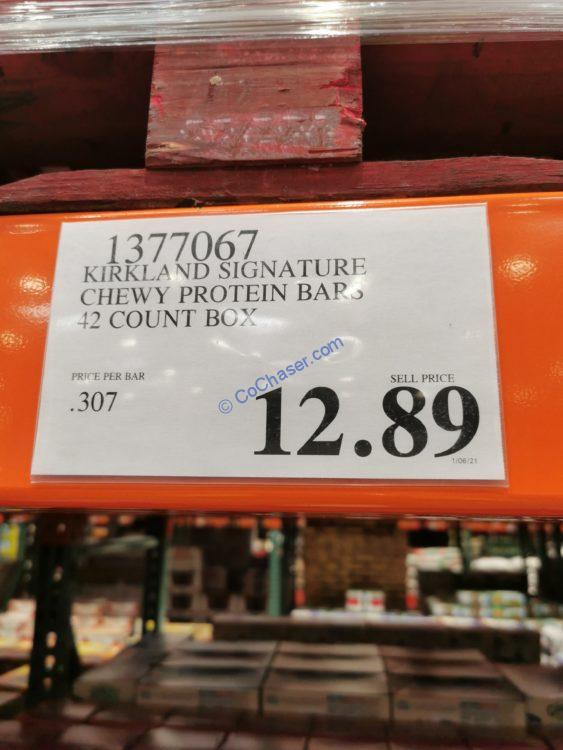 1377067
KIRKLAND SIGNATURE
CHEWY PROTEIN BARS
42 COUNT BOX
© CoChaser.com
PRICE PER BAR
SELL PRICE
.307
12.89
1/06/21